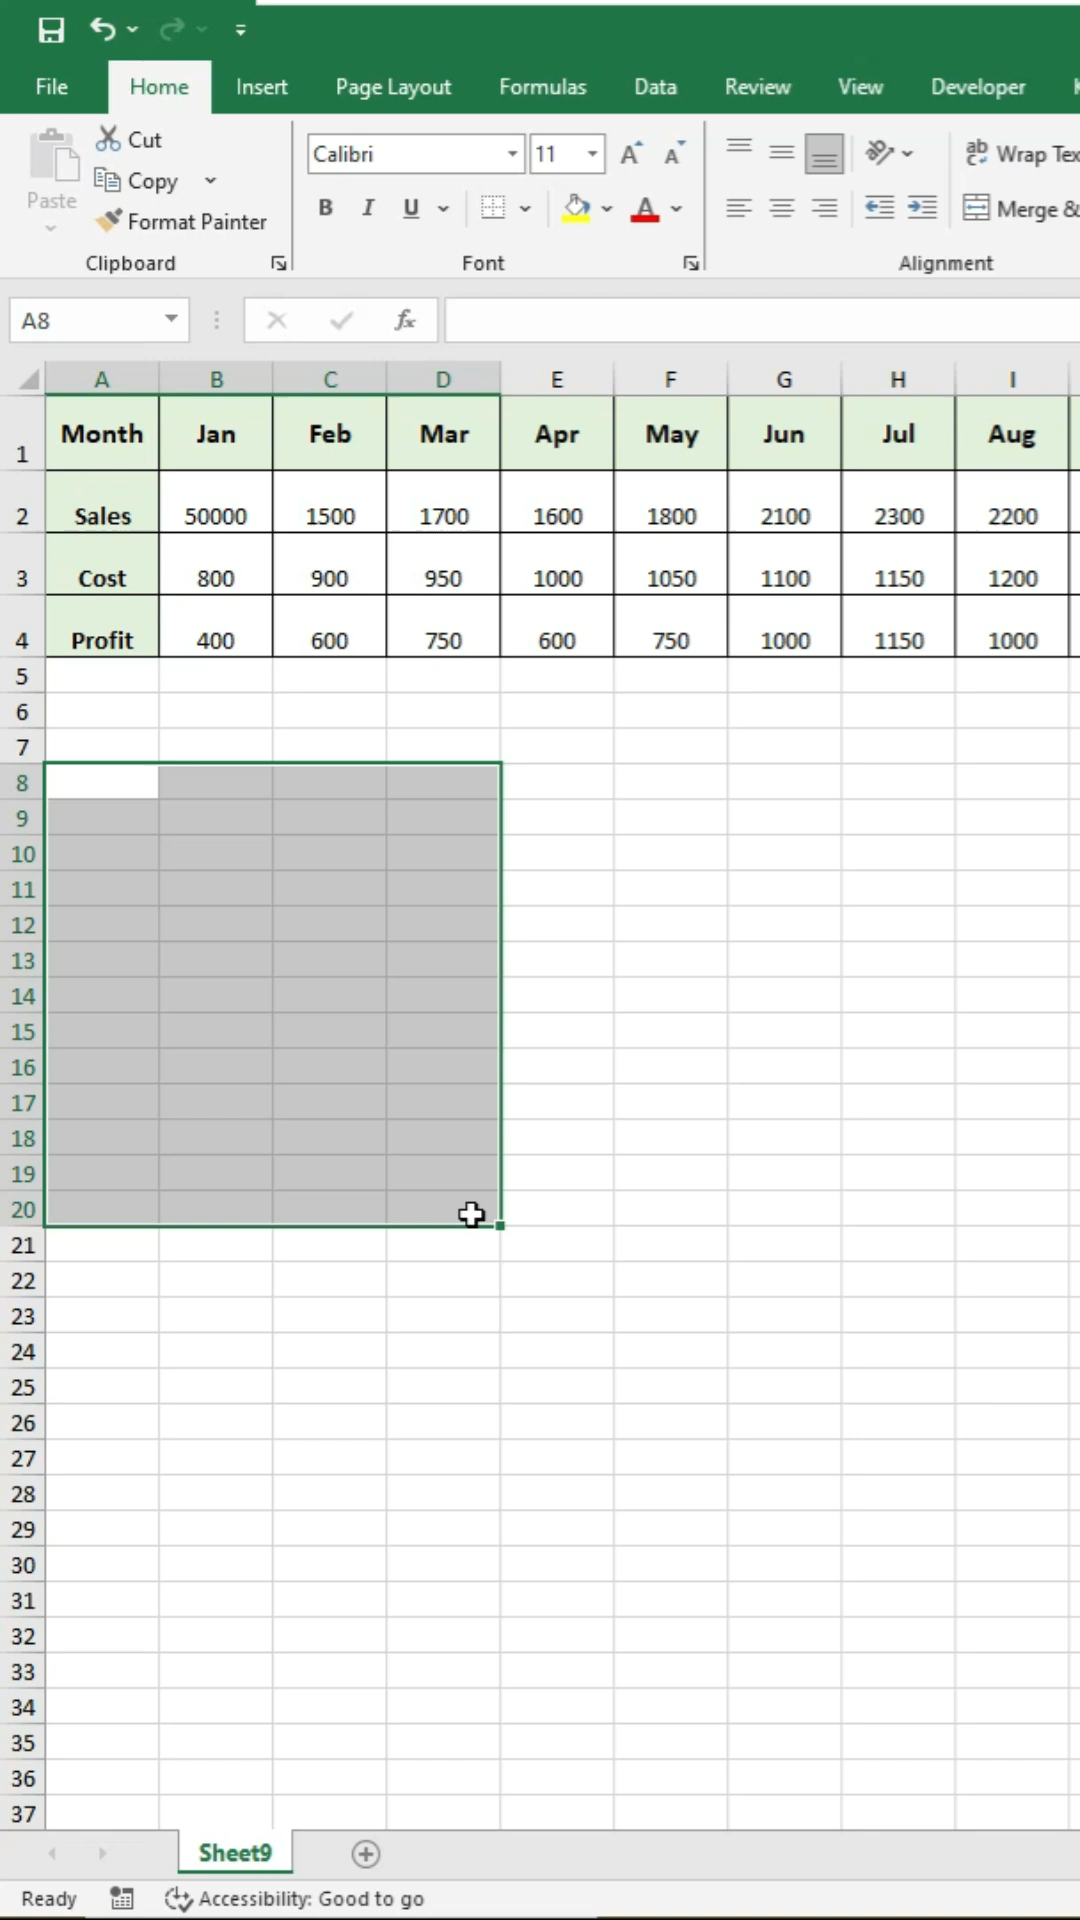 File Home Insert Page Layout Formulas Data Review View Developer
Paste
Cut
Copy
Format Painter
Clipboard
Calibri 11
B I U
Font
ab Wrap Tex
Merge &
Alignment
A8 fx
A B C D E F G H I
1 Month Jan Feb Mar Apr May Jun Jul Aug
2 Sales 50000 1500 1700 1600 1800 2100 2300 2200
3 Cost 800 900 950 1000 1050 1100 1150 1200
4 Profit 400 600 750 600 750 1000 1150 1000
5
6
7
8
9
10
11
12
13
14
15
16
17
18
19
20
21
22
23
24
25
26
27
28
29
30
31
32
33
34
35
36
37
Sheet9
Ready Accessibility: Good to go